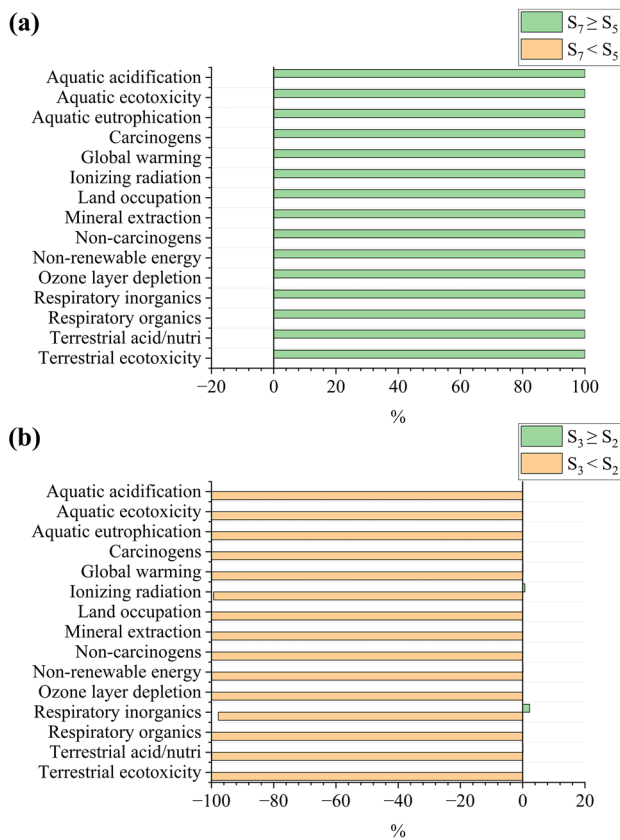 (a)
S₇ ≥ S₅
S₇ < S₅
Aquatic acidification
Aquatic ecotoxicity
Aquatic eutrophication
Carcinogens
Global warming
Ionizing radiation
Land occupation
Mineral extraction
Non-carcinogens
Non-renewable energy
Ozone layer depletion
Respiratory inorganics
Respiratory organics
Terrestrial acid/nutri
Terrestrial ecotoxicity
−20 0 20 40 60 80 100
%
(b)
S₃ ≥ S₂
S₃ < S₂
Aquatic acidification
Aquatic ecotoxicity
Aquatic eutrophication
Carcinogens
Global warming
Ionizing radiation
Land occupation
Mineral extraction
Non-carcinogens
Non-renewable energy
Ozone layer depletion
Respiratory inorganics
Respiratory organics
Terrestrial acid/nutri
Terrestrial ecotoxicity
−100 −80 −60 −40 −20 0 20
%